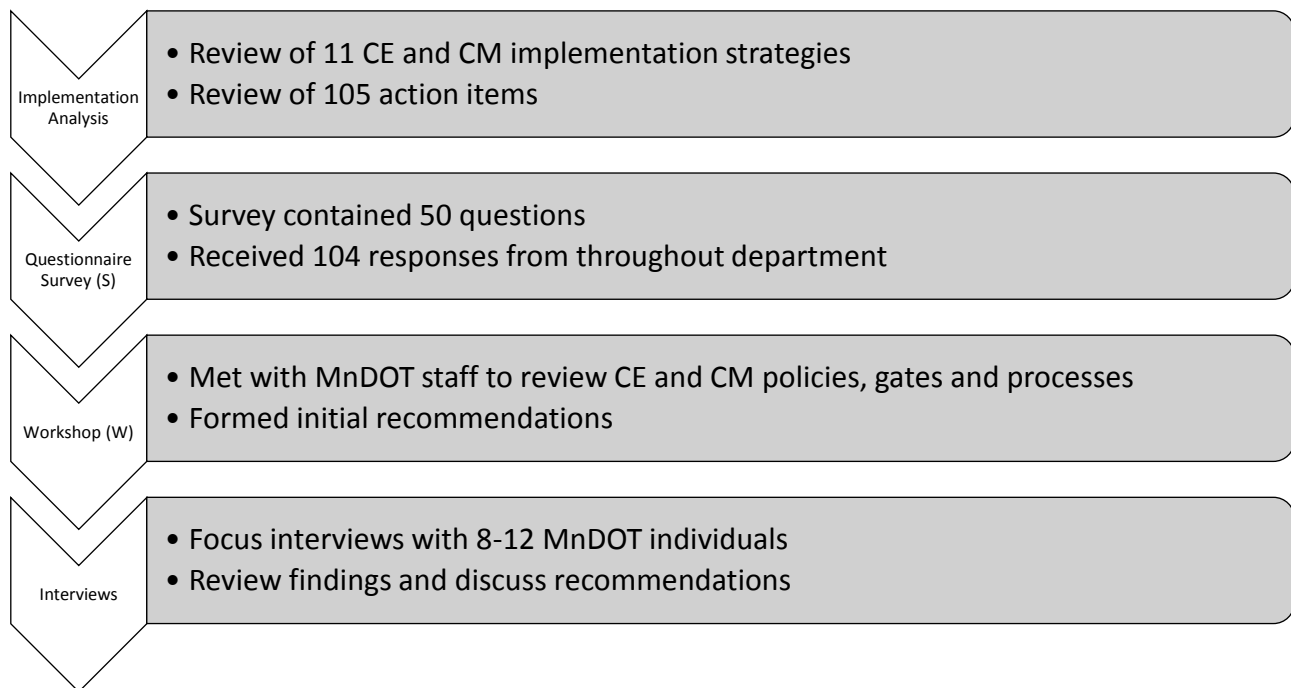 Implementation
Analysis
• Review of 11 CE and CM implementation strategies
• Review of 105 action items
Questionnaire
Survey (S)
• Survey contained 50 questions
• Received 104 responses from throughout department
Workshop (W)
• Met with MnDOT staff to review CE and CM policies, gates and processes
• Formed initial recommendations
Interviews
• Focus interviews with 8-12 MnDOT individuals
• Review findings and discuss recommendations